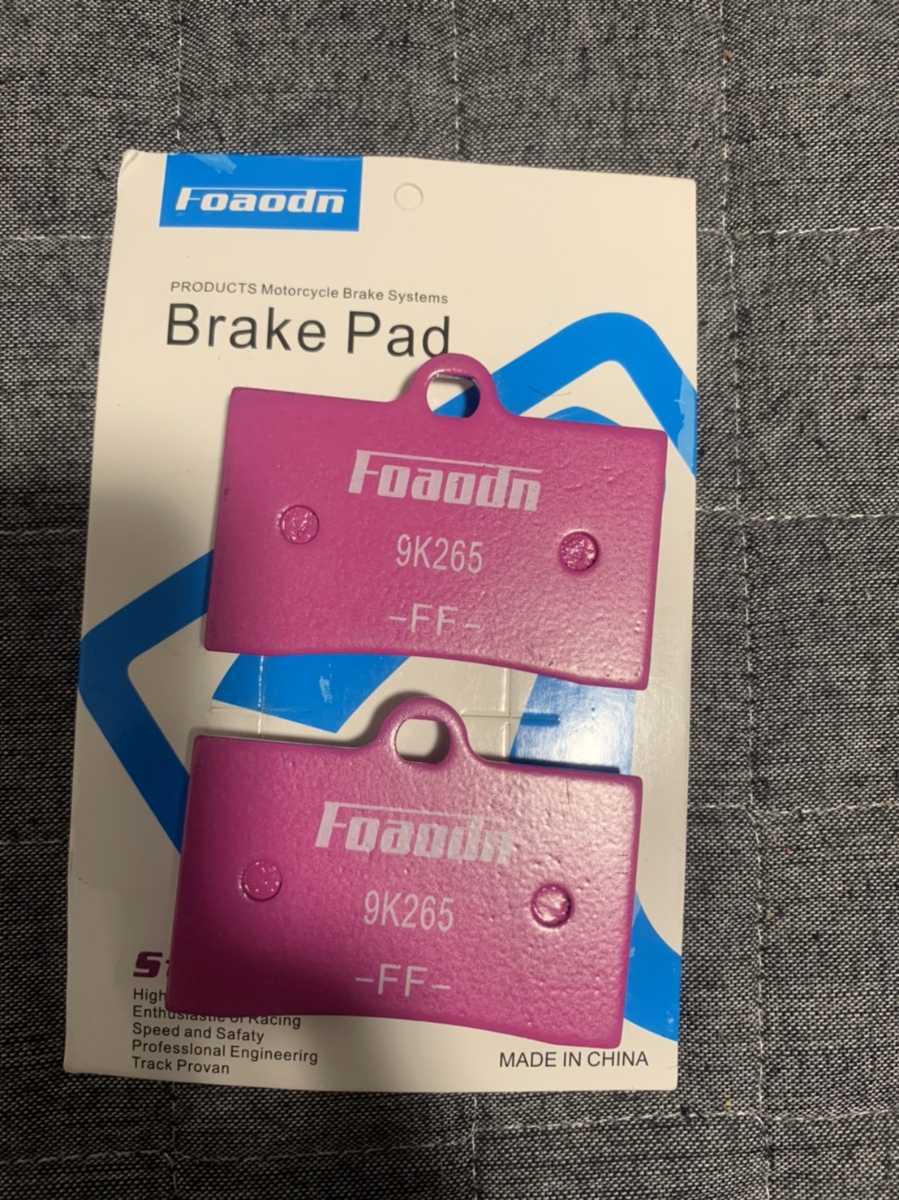 Foaodn
PRODUCTS Motorcycle Brake Systems
Brake Pad
Foaodn
9K265
-FF-
Foaodn
9K265
-FF-
High
Enthusiastic of Racing
Speed and Safaty
Professional Engineerirg
Track Provan
MADE IN CHINA